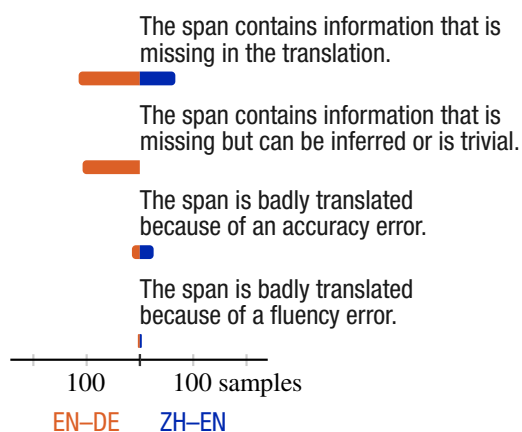 The span contains information that is
missing in the translation.
The span contains information that is
missing but can be inferred or is trivial.
The span is badly translated
because of an accuracy error.
The span is badly translated
because of a fluency error.
100 100 samples
EN–DE ZH–EN